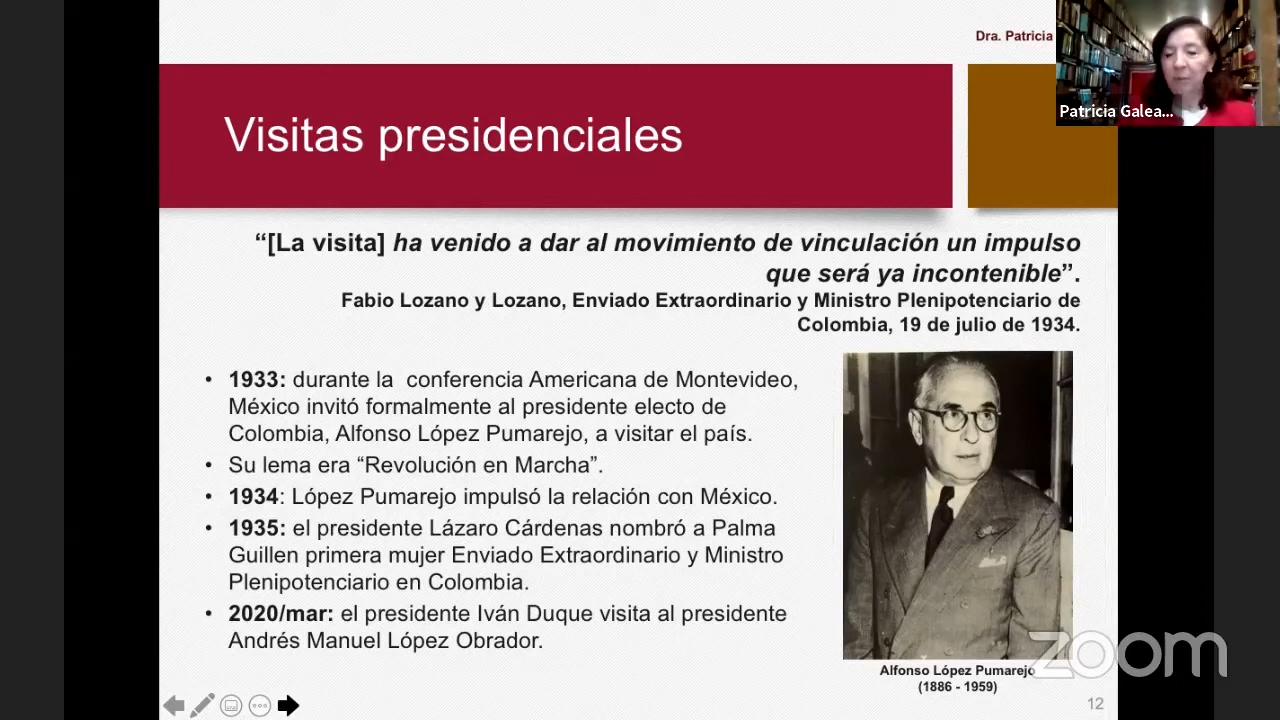 Dra. Patricia
Patricia Galea...
Visitas presidenciales
“[La visita] ha venido a dar al movimiento de vinculación un impulso
que será ya incontenible”.
Fabio Lozano y Lozano, Enviado Extraordinario y Ministro Plenipotenciario de
Colombia, 19 de julio de 1934.
• 1933: durante la conferencia Americana de Montevideo,
México invitó formalmente al presidente electo de
Colombia, Alfonso López Pumarejo, a visitar el país.
• Su lema era “Revolución en Marcha”.
• 1934: López Pumarejo impulsó la relación con México.
• 1935: el presidente Lázaro Cárdenas nombró a Palma
Guillen primera mujer Enviado Extraordinario y Ministro
Plenipotenciario en Colombia.
• 2020/mar: el presidente Iván Duque visita al presidente
Andrés Manuel López Obrador.
Alfonso López Pumarejo
(1886 - 1959)
zoom
12